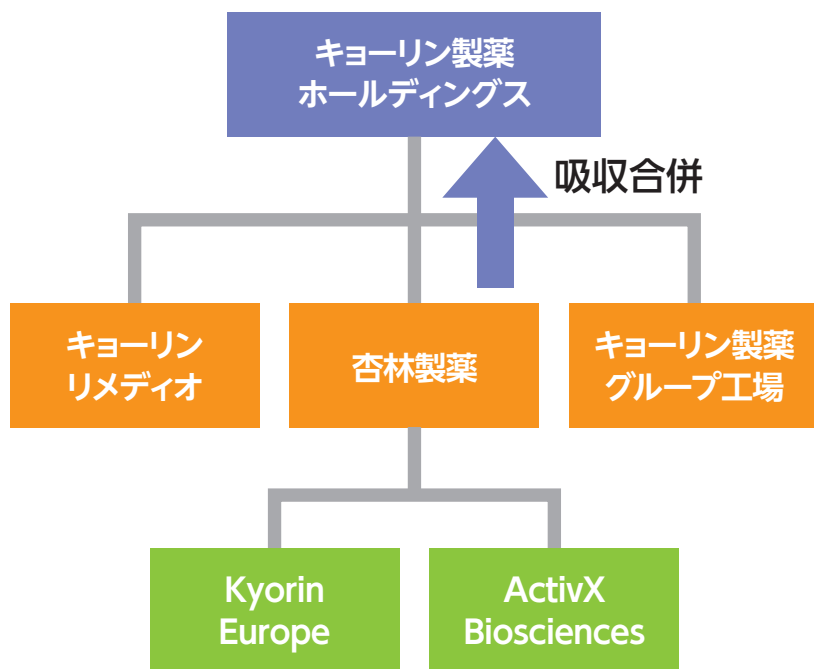 キョーリン製薬
ホールディングス
吸収合併
キョーリン
リメディオ
杏林製薬
キョーリン製薬
グループ工場
Kyorin
Europe
ActivX
Biosciences